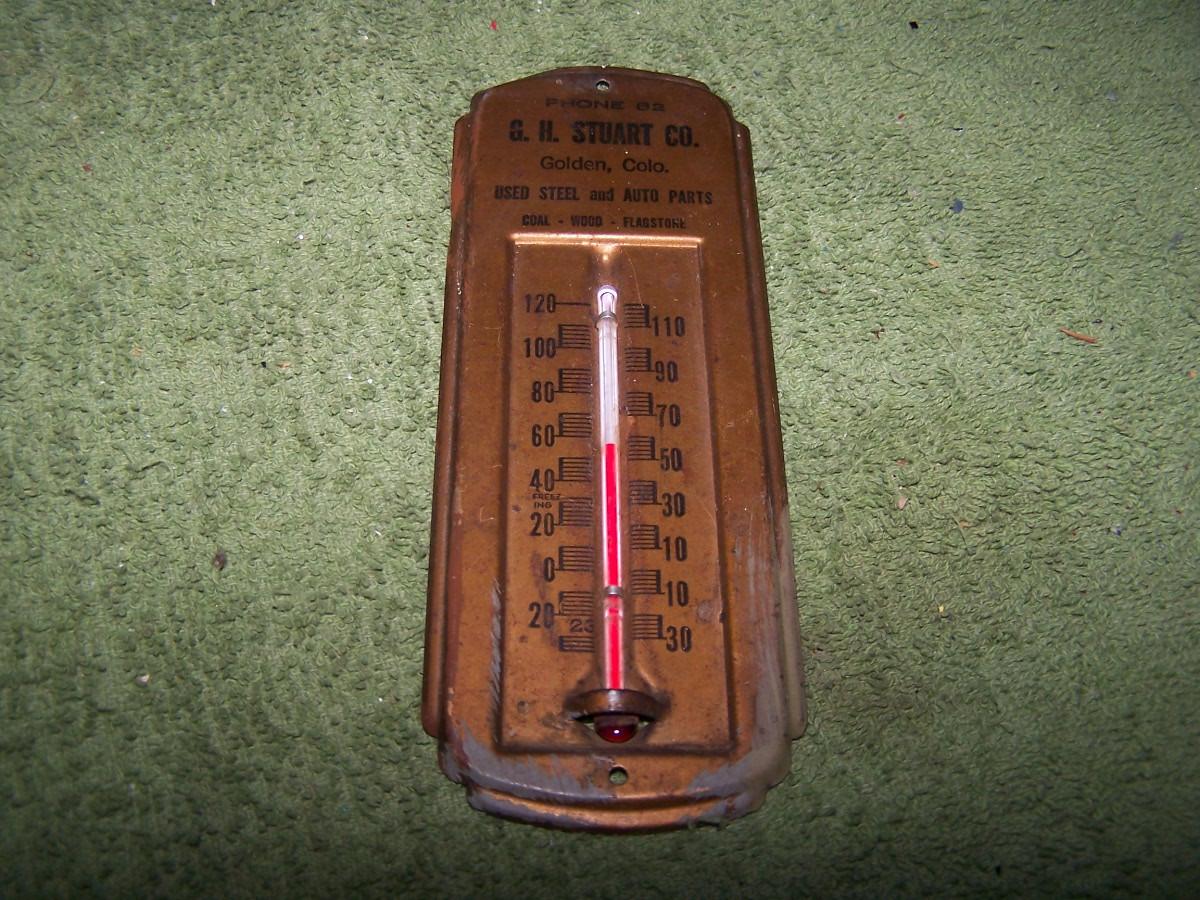 PHONE 62
G. H. STUART CO.
Golden, Colo.
USED STEEL and AUTO PARTS
COAL - WOOD - FLAGSTONE
120
110
100
90
80
70
60
50
40
FREEZ
ING
30
20
10
0
10
20
23
30